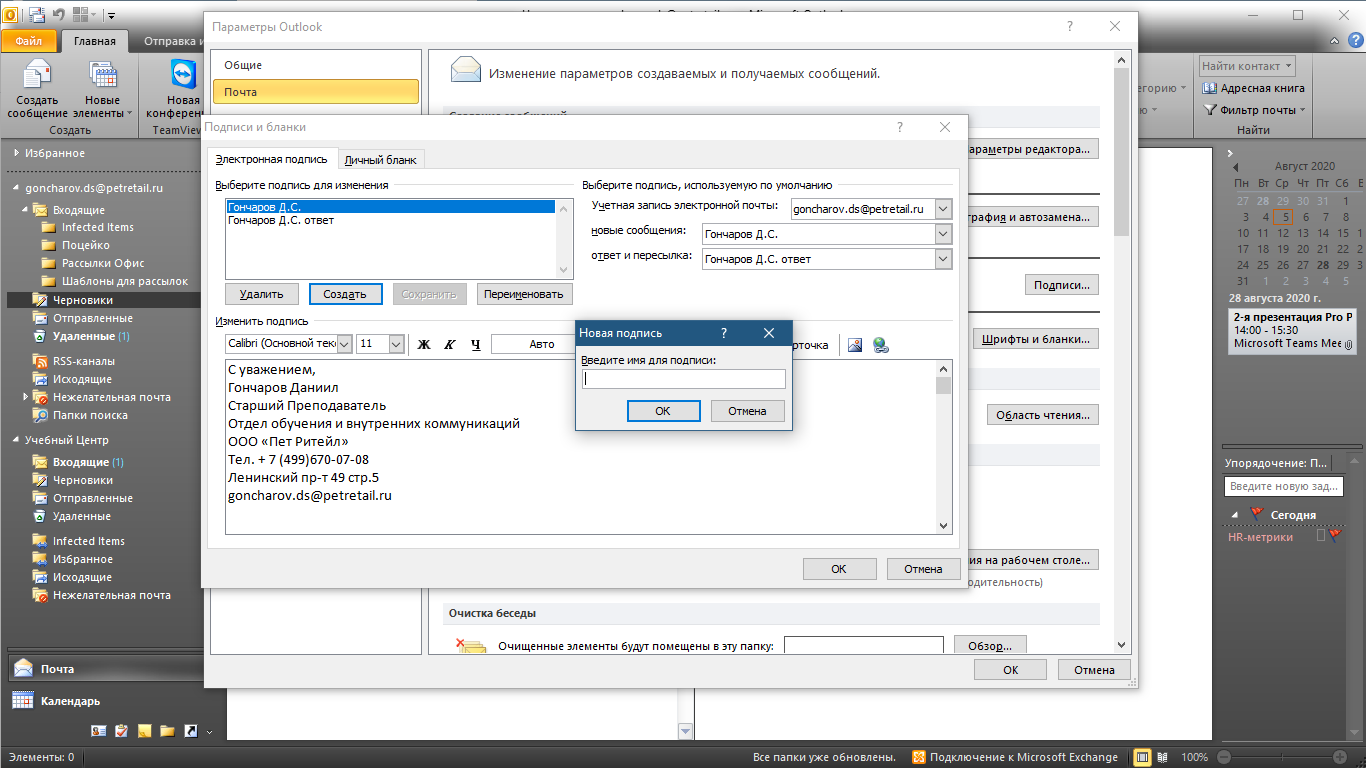 Файл
Главная
Отправка и
Создать сообщение
Новые элементы
Создать
Новая
конферен
TeamView
Найти контакт
Адресная книга
Фильтр почты
Найти
Избранное
goncharov.ds@petretail.ru
Входящие
Infected Items
Поцейко
Рассылки Офис
Шаблоны для рассылок
Черновики
Отправленные
Удаленные (1)
RSS-каналы
Исходящие
Нежелательная почта
Папки поиска
Учебный Центр
Входящие (1)
Черновики
Отправленные
Удаленные
Infected Items
Избранное
Исходящие
Нежелательная почта
Почта
Календарь
Параметры Outlook
?
Общие
Почта
Изменение параметров создаваемых и получаемых сообщений.
араметры редактора...
графия и автозамена...
Подписи...
Шрифты и бланки...
Область чтения...
ия на рабочем столе...
одительность)
Очистка беседы
Очищенные элементы будут помещены в эту папку:
Обзор...
ОК
Отмена
Подписи и бланки
?
Электронная подпись
Личный бланк
Выберите подпись для изменения
Гончаров Д.С.
Гончаров Д.С. ответ
Удалить
Создать
Сохранить
Переименовать
Выберите подпись, используемую по умолчанию
Учетная запись электронной почты:
goncharov.ds@petretail.ru
новые сообщения:
Гончаров Д.С.
ответ и пересылка:
Гончаров Д.С. ответ
Изменить подпись
Calibri (Основной текс
11
Ж
К
Ч
Авто
рточка
С уважением,
Гончаров Даниил
Старший Преподаватель
Отдел обучения и внутренних коммуникаций
ООО «Пет Ритейл»
Тел. + 7 (499)670-07-08
Ленинский пр-т 49 стр.5
goncharov.ds@petretail.ru
ОК
Отмена
Новая подпись
?
Введите имя для подписи:
ОК
Отмена
Август 2020
Пн Вт Ср Чт Пт Сб
27 28 29 30 31 1
3 4 5 6 7 8
10 11 12 13 14 15
17 18 19 20 21 22
24 25 26 27 28 29
31 1 2 3 4 5
28 августа 2020 г.
2-я презентация Pro P
14:00 - 15:30
Microsoft Teams Mee
Упорядочение: П...
Введите новую зад...
Сегодня
HR-метрики
Элементы: 0
Все папки уже обновлены.
Подключение к Microsoft Exchange
100%